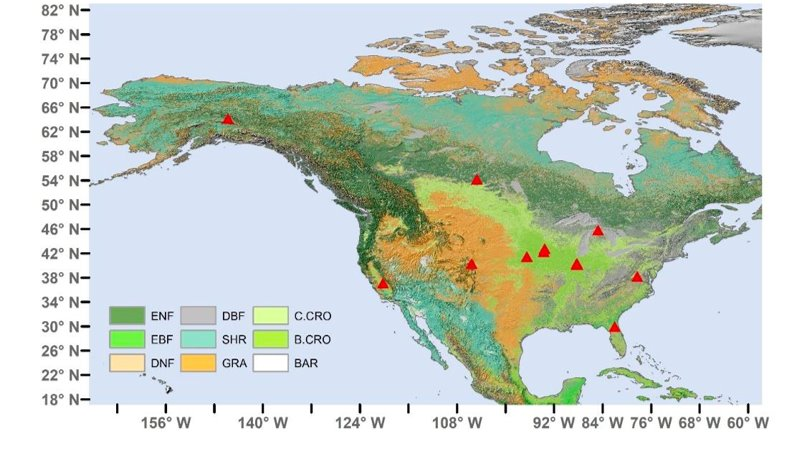 82° N
78° N
74° N
70° N
66° N
62° N
58° N
54° N
50° N
46° N
42° N
38° N
34° N
30° N
26° N
22° N
18° N
ENF DBF C.CRO
EBF SHR B.CRO
DNF GRA BAR
156° W 140° W 124° W 108° W 92° W 84° W 76° W 68° W 60° W